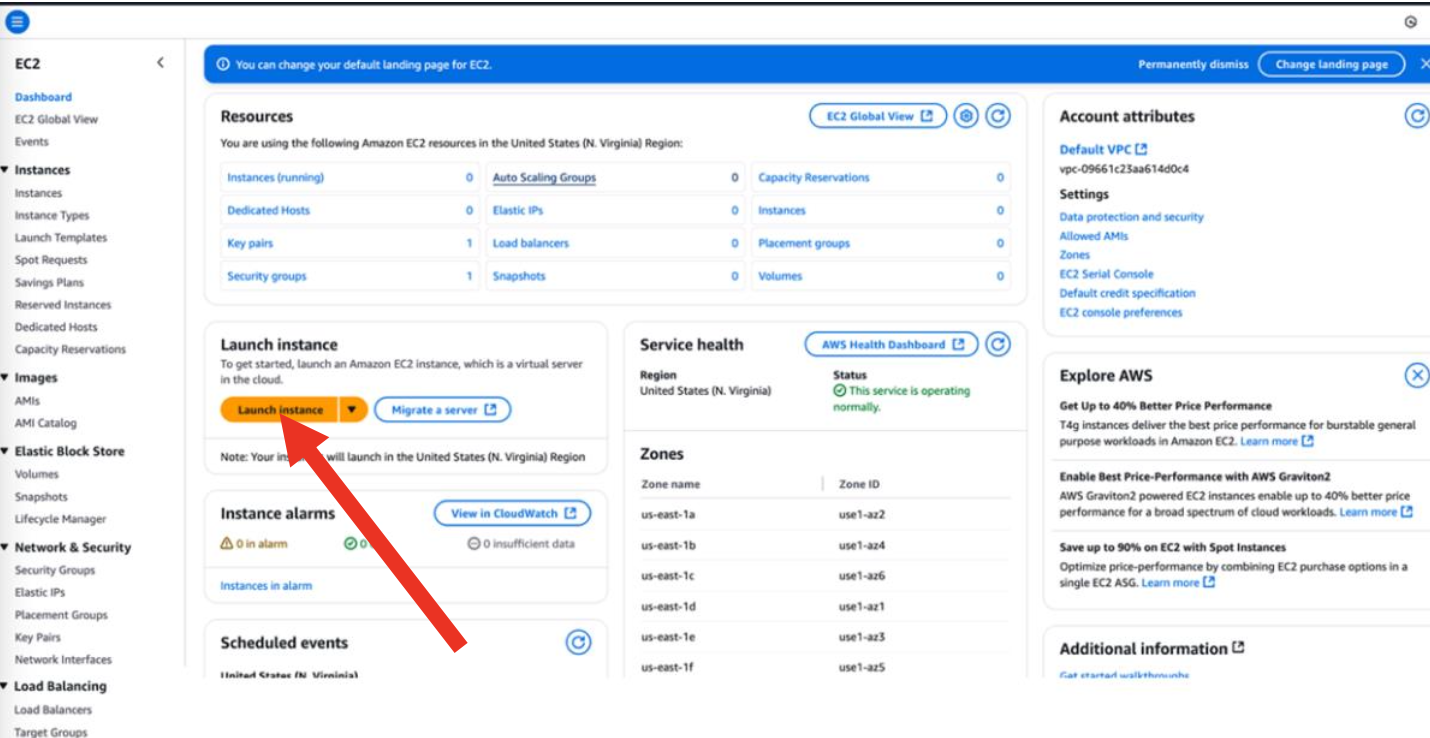 EC2
Dashboard
EC2 Global View
Events
Instances
Instances
Instance Types
Launch Templates
Spot Requests
Savings Plans
Reserved Instances
Dedicated Hosts
Capacity Reservations
Images
AMIs
AMI Catalog
Elastic Block Store
Volumes
Snapshots
Lifecycle Manager
Network & Security
Security Groups
Elastic IPs
Placement Groups
Key Pairs
Network Interfaces
Load Balancing
Load Balancers
Target Groups
You can change your default landing page for EC2.
Permanently dismiss
Change landing page
Resources
EC2 Global View
You are using the following Amazon EC2 resources in the United States (N. Virginia) Region:
Instances (running) 0
Auto Scaling Groups 0
Capacity Reservations 0
Dedicated Hosts 0
Elastic IPs 0
Instances 0
Key pairs 1
Load balancers 0
Placement groups 0
Security groups 1
Snapshots 0
Volumes 0
Launch instance
To get started, launch an Amazon EC2 instance, which is a virtual server
in the cloud.
Launch instance
Migrate a server
Note: Your will launch in the United States (N. Virginia) Region
Instance alarms
View in CloudWatch
0 in alarm
0
0 insufficient data
Instances in alarm
Scheduled events
United States (N. Virginia)
Service health
AWS Health Dashboard
Region
United States (N. Virginia)
Status
This service is operating
normally.
Zones
Zone name Zone ID
us-east-1a use1-az2
us-east-1b use1-az4
us-east-1c use1-az6
us-east-1d use1-az1
us-east-1e use1-az3
us-east-1f use1-az5
Account attributes
Default VPC
vpc-09661c23aa614d0c4
Settings
Data protection and security
Allowed AMIs
Zones
EC2 Serial Console
Default credit specification
EC2 console preferences
Explore AWS
Get Up to 40% Better Price Performance
T4g instances deliver the best price performance for burstable general
purpose workloads in Amazon EC2. Learn more
Enable Best Price-Performance with AWS Graviton2
AWS Graviton2 powered EC2 instances enable up to 40% better price
performance for a broad spectrum of cloud workloads. Learn more
Save up to 90% on EC2 with Spot Instances
Optimize price-performance by combining EC2 purchase options in a
single EC2 ASG. Learn more
Additional information
Get started walkthroughs